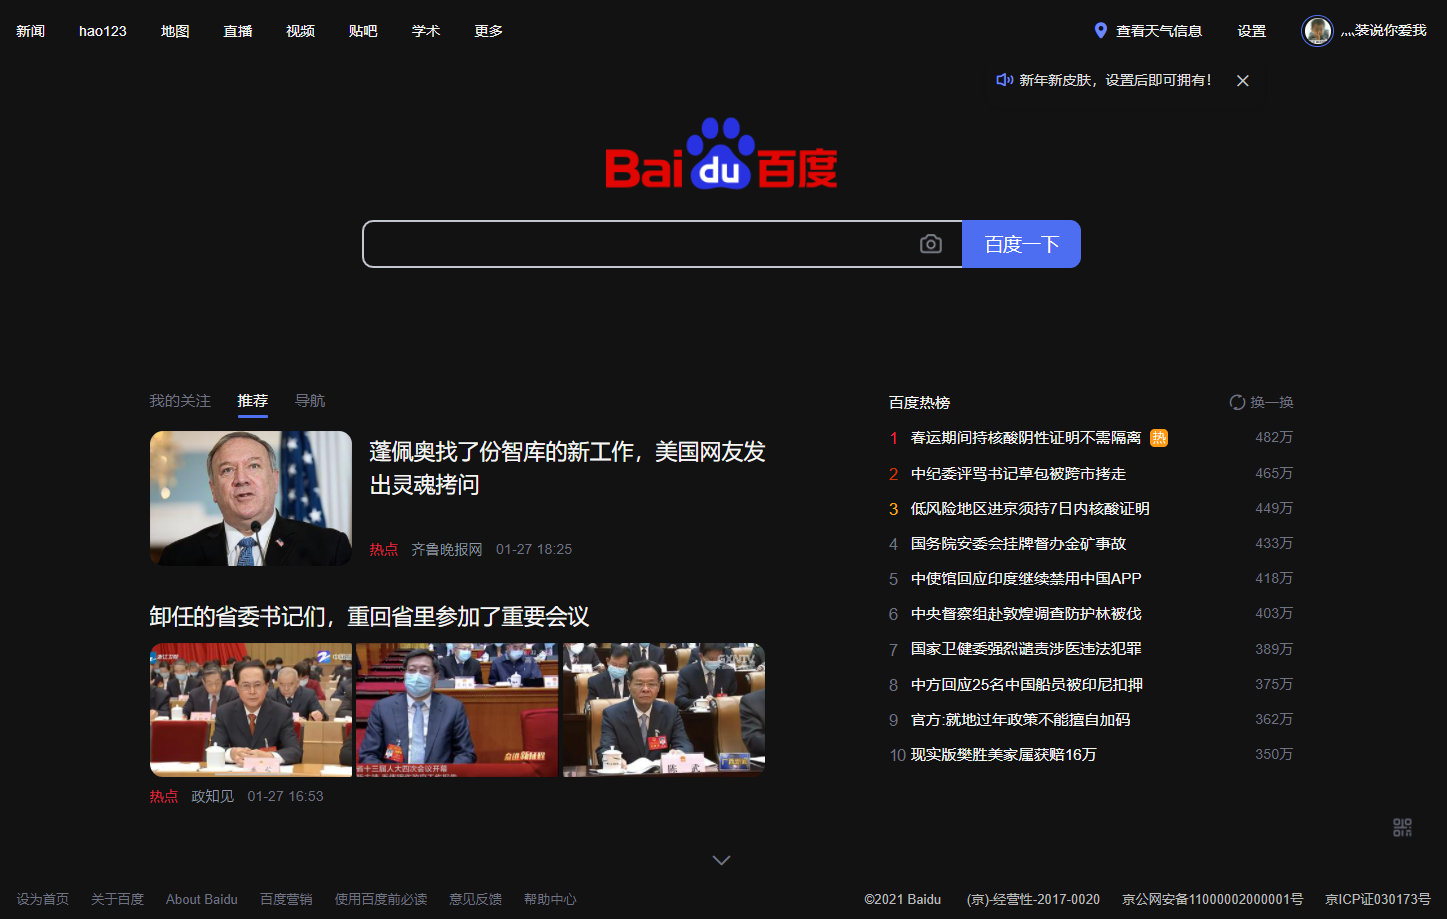 新闻 hao123 地图 直播 视频 贴吧 学术 更多 查看天气信息 设置 灬装说你爱我
新年新皮肤，设置后即可拥有！
Bai du 百度
百度一下
我的关注 推荐 导航
蓬佩奥找了份智库的新工作，美国网友发
出灵魂拷问
热点 齐鲁晚报网 01-27 18:25
卸任的省委书记们，重回省里参加了重要会议
GXNTV
省十三届人大四次会议开幕
陈武
热点 政知见 01-27 16:53
百度热榜 换一换
1 春运期间持核酸阴性证明不需隔离 热 482万
2 中纪委评骂书记草包被跨市拷走 465万
3 低风险地区进京须持7日内核酸证明 449万
4 国务院安委会挂牌督办金矿事故 433万
5 中使馆回应印度继续禁用中国APP 418万
6 中央督察组赴敦煌调查防护林被伐 403万
7 国家卫健委强烈谴责涉医违法犯罪 389万
8 中方回应25名中国船员被印尼扣押 375万
9 官方:就地过年政策不能擅自加码 362万
10 现实版樊胜美家属获赔16万 350万
设为首页 关于百度 About Baidu 百度营销 使用百度前必读 意见反馈 帮助中心 ©2021 Baidu (京)-经营性-2017-0020 京公网安备11000002000001号 京ICP证030173号